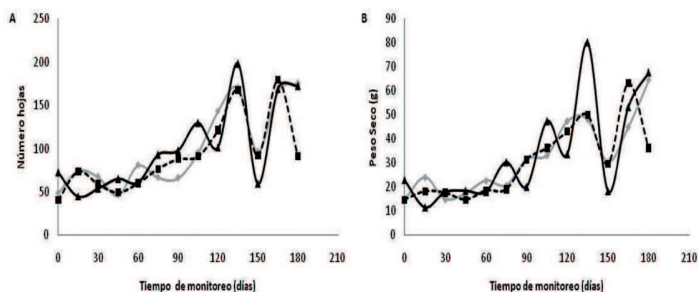 A
Número hojas
250
200
150
100
50
0
0 30 60 90 120 150 180 210
Tiempo de monitoreo (días)
B
Peso Seco (g)
90
80
70
60
50
40
30
20
10
0
0 30 60 90 120 150 180 210
Tiempo de monitoreo (días)